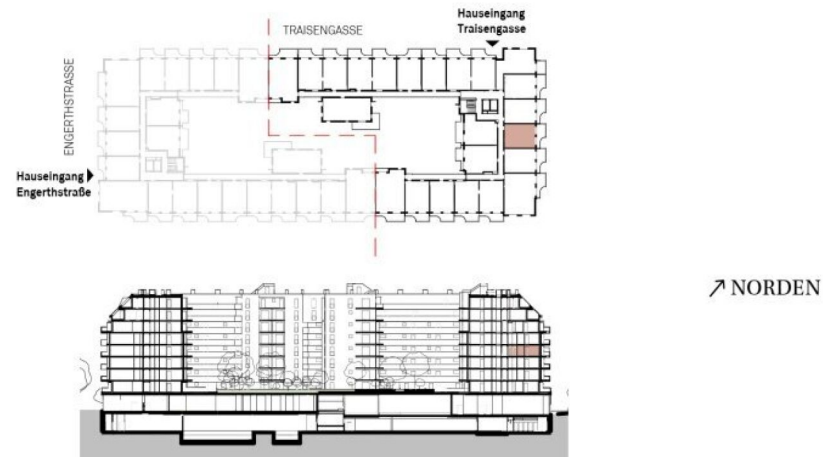 Hauseingang
Traisengasse
TRAISENGASSE
ENGERTHSTRASSE
Hauseingang
Engerthstraße
↗ NORDEN